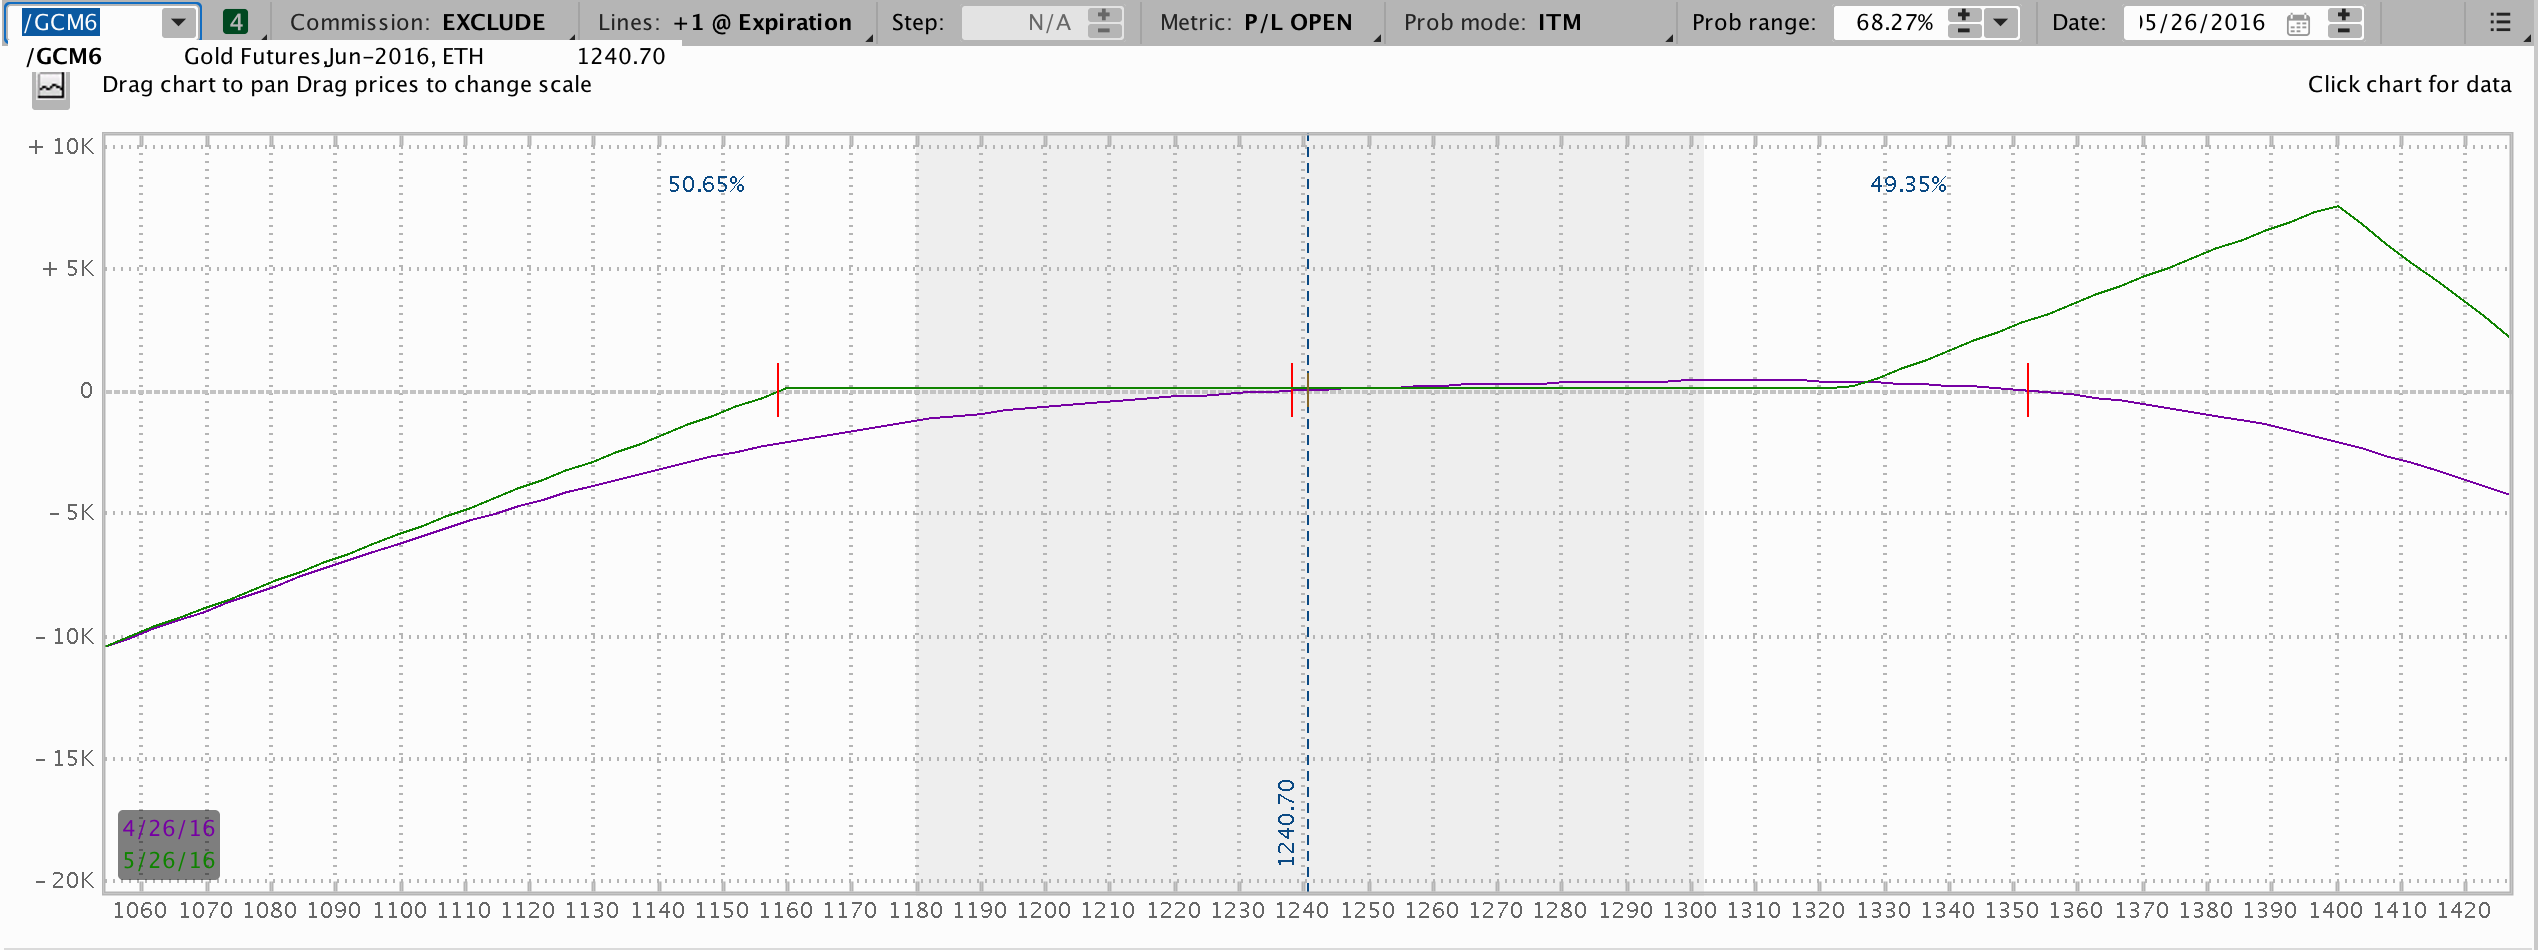 /GCM6 4 Commission: EXCLUDE Lines: +1 @ Expiration Step: N/A Metric: P/L OPEN Prob mode: ITM Prob range: 68.27% Date: 05/26/2016
/GCM6 Gold Futures,Jun-2016, ETH 1240.70
Drag chart to pan Drag prices to change scale Click chart for data
+ 10K
50.65% 49.35%
+ 5K
0
- 5K
- 10K
- 15K
1240.70
4/26/16
5/26/16
- 20K
1060 1070 1080 1090 1100 1110 1120 1130 1140 1150 1160 1170 1180 1190 1200 1210 1220 1230 1240 1250 1260 1270 1280 1290 1300 1310 1320 1330 1340 1350 1360 1370 1380 1390 1400 1410 1420